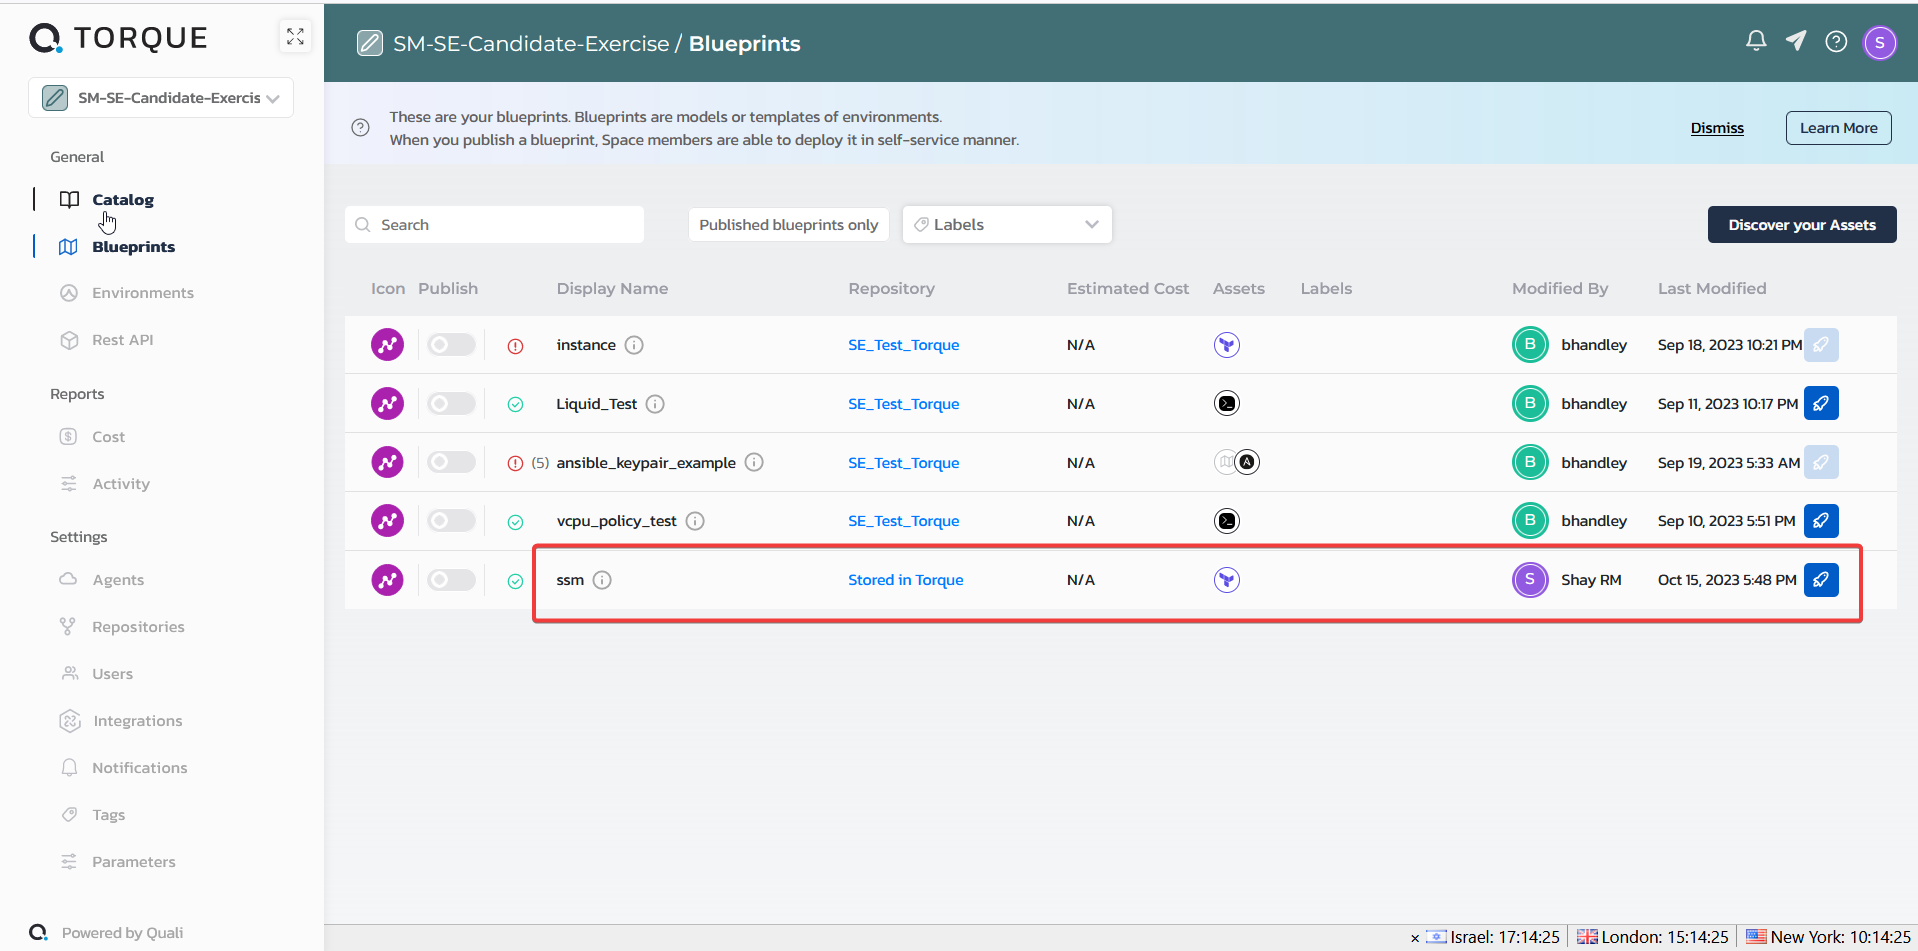 TORQUE
SM-SE-Candidate-Exercis
General
Catalog
Blueprints
Environments
Rest API
Reports
Cost
Activity
Settings
Agents
Repositories
Users
Integrations
Notifications
Tags
Parameters
Powered by Quali
SM-SE-Candidate-Exercise / Blueprints
S
These are your blueprints. Blueprints are models or templates of environments.
When you publish a blueprint, Space members are able to deploy it in self-service manner.
Dismiss
Learn More
Search
Published blueprints only
Labels
Discover your Assets
Icon Publish Display Name Repository Estimated Cost Assets Labels Modified By Last Modified
instance SE_Test_Torque N/A B bhandley Sep 18, 2023 10:21 PM
Liquid_Test SE_Test_Torque N/A B bhandley Sep 11, 2023 10:17 PM
(5) ansible_keypair_example SE_Test_Torque N/A A B bhandley Sep 19, 2023 5:33 AM
vcpu_policy_test SE_Test_Torque N/A B bhandley Sep 10, 2023 5:51 PM
ssm Stored in Torque N/A S Shay RM Oct 15, 2023 5:48 PM
× Israel: 17:14:25 London: 15:14:25 New York: 10:14:25